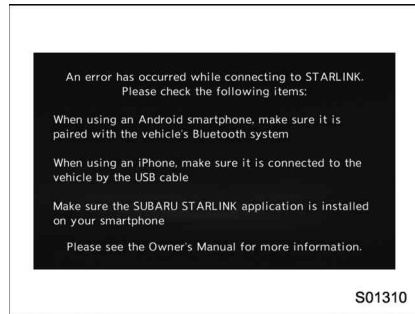 An error has occurred while connecting to STARLINK.
Please check the following items:
When using an Android smartphone, make sure it is
paired with the vehicle's Bluetooth system
When using an iPhone, make sure it is connected to the
vehicle by the USB cable
Make sure the SUBARU STARLINK application is installed
on your smartphone
Please see the Owner's Manual for more information.
S01310